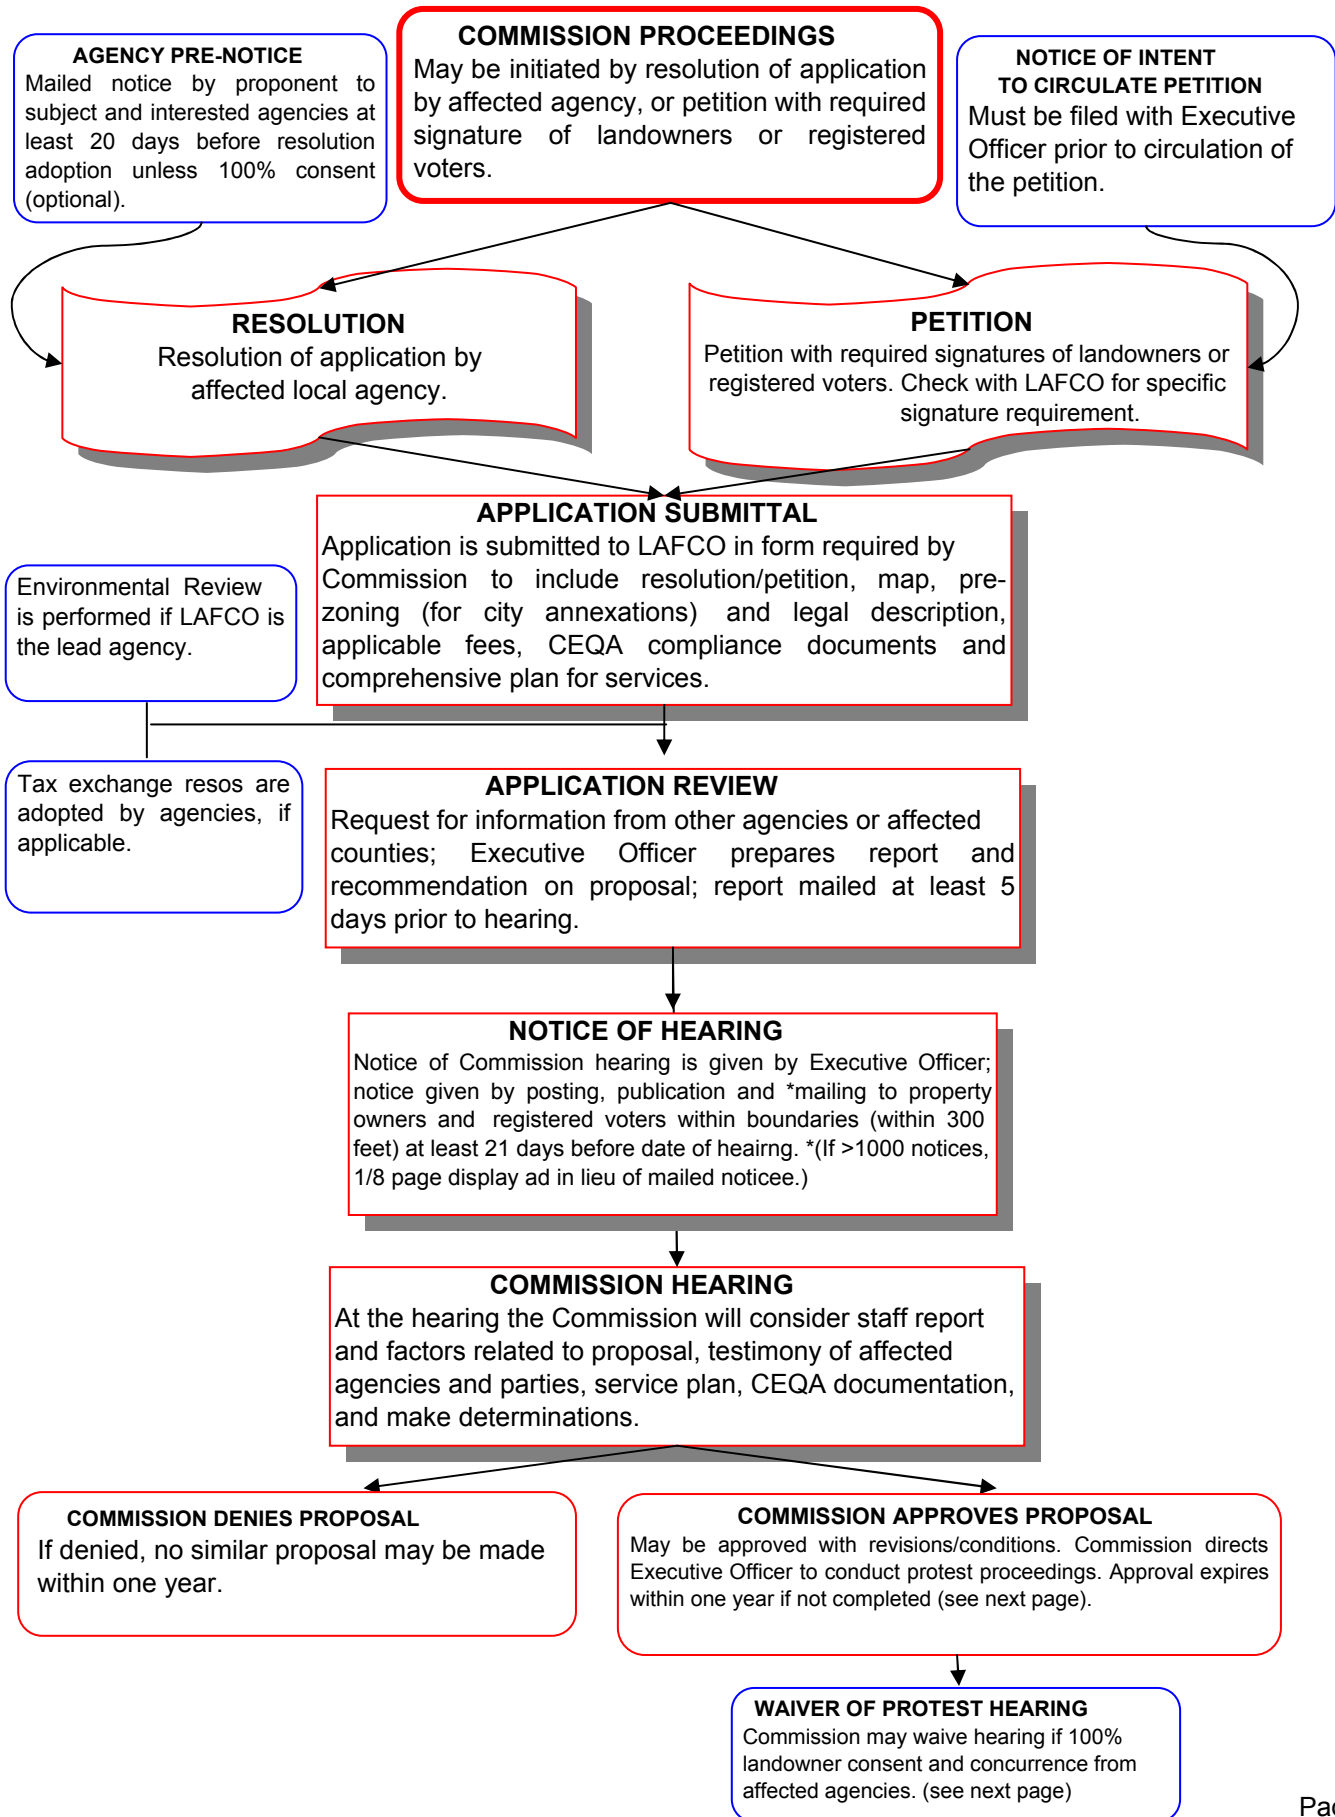 AGENCY PRE-NOTICE
Mailed notice by proponent to
subject and interested agencies at
least 20 days before resolution
adoption unless 100% consent
(optional).
COMMISSION PROCEEDINGS
May be initiated by resolution of application
by affected agency, or petition with required
signature of landowners or registered
voters.
NOTICE OF INTENT
TO CIRCULATE PETITION
Must be filed with Executive
Officer prior to circulation of
the petition.
RESOLUTION
Resolution of application by
affected local agency.
PETITION
Petition with required signatures of landowners or
registered voters. Check with LAFCO for specific
signature requirement.
APPLICATION SUBMITTAL
Application is submitted to LAFCO in form required by
Commission to include resolution/petition, map, pre-
zoning (for city annexations) and legal description,
applicable fees, CEQA compliance documents and
comprehensive plan for services.
Environmental Review
is performed if LAFCO is
the lead agency.
Tax exchange resos are
adopted by agencies, if
applicable.
APPLICATION REVIEW
Request for information from other agencies or affected
counties; Executive Officer prepares report and
recommendation on proposal; report mailed at least 5
days prior to hearing.
NOTICE OF HEARING
Notice of Commission hearing is given by Executive Officer;
notice given by posting, publication and *mailing to property
owners and registered voters within boundaries (within 300
feet) at least 21 days before date of heairng. *(If >1000 notices,
1/8 page display ad in lieu of mailed noticee.)
COMMISSION HEARING
At the hearing the Commission will consider staff report
and factors related to proposal, testimony of affected
agencies and parties, service plan, CEQA documentation,
and make determinations.
COMMISSION DENIES PROPOSAL
If denied, no similar proposal may be made
within one year.
COMMISSION APPROVES PROPOSAL
May be approved with revisions/conditions. Commission directs
Executive Officer to conduct protest proceedings. Approval expires
within one year if not completed (see next page).
WAIVER OF PROTEST HEARING
Commission may waive hearing if 100%
landowner consent and concurrence from
affected agencies. (see next page)